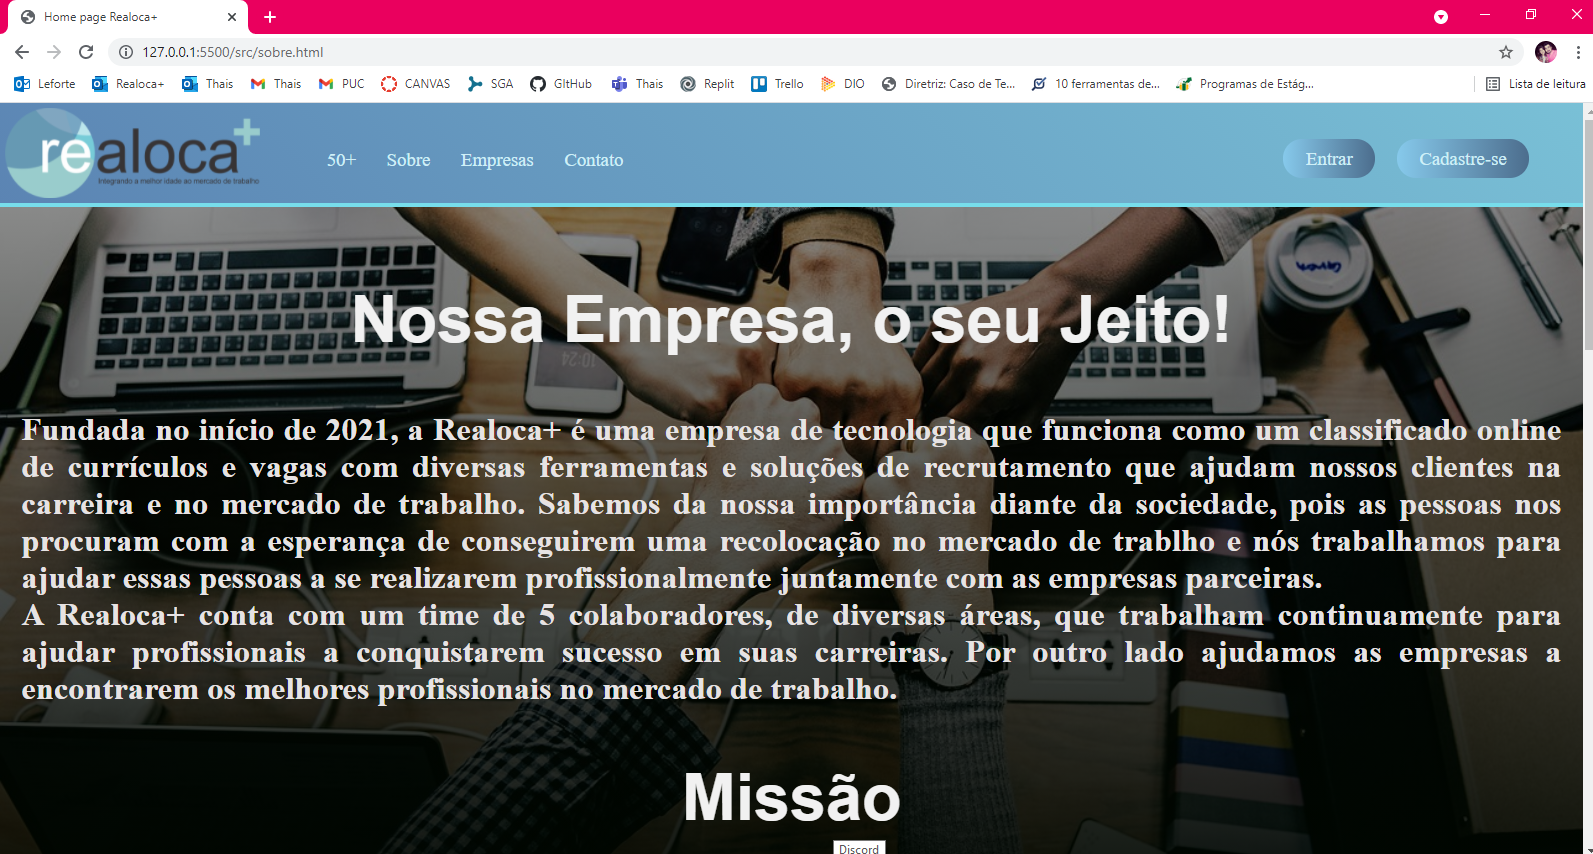 Home page Realoca+
127.0.0.1:5500/src/sobre.html
Leforte Realoca+ Thais Thais PUC CANVAS SGA GItHub Thais Replit Trello DIO Diretriz: Caso de Te... 10 ferramentas de... Programas de Estág... Lista de leitura
realoca+
Integrando a melhor idade ao mercado de trabalho
50+ Sobre Empresas Contato Entrar Cadastre-se
Nossa Empresa, o seu Jeito!
Fundada no início de 2021, a Realoca+ é uma empresa de tecnologia que funciona como um classificado online
de currículos e vagas com diversas ferramentas e soluções de recrutamento que ajudam nossos clientes na
carreira e no mercado de trabalho. Sabemos da nossa importância diante da sociedade, pois as pessoas nos
procuram com a esperança de conseguirem uma recolocação no mercado de trablho e nós trabalhamos para
ajudar essas pessoas a se realizarem profissionalmente juntamente com as empresas parceiras.
A Realoca+ conta com um time de 5 colaboradores, de diversas áreas, que trabalham continuamente para
ajudar profissionais a conquistarem sucesso em suas carreiras. Por outro lado ajudamos as empresas a
encontrarem os melhores profissionais no mercado de trabalho.
Missão
Discord